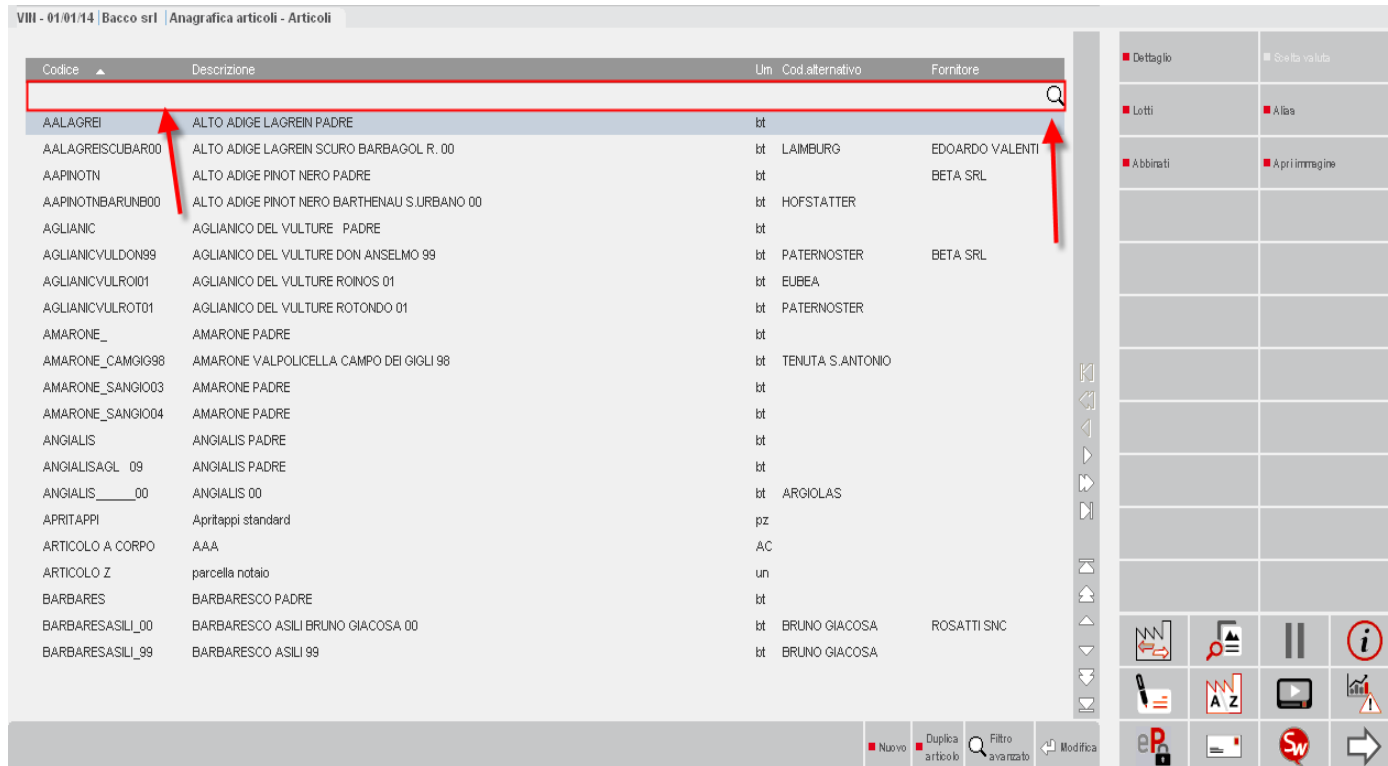 VIN - 01/01/14 Bacco srl Anagrafica articoli - Articoli
Codice Descrizione Um Cod.alternativo Fornitore
AALAGREI ALTO ADIGE LAGREIN PADRE bt
AALAGREISCUBAR00 ALTO ADIGE LAGREIN SCURO BARBAGOL R. 00 bt LAIMBURG EDOARDO VALENTI
AAPINOTN ALTO ADIGE PINOT NERO PADRE bt BETA SRL
AAPINOTNBARUNB00 ALTO ADIGE PINOT NERO BARTHENAU S.URBANO 00 bt HOFSTATTER
AGLIANIC AGLIANICO DEL VULTURE PADRE bt
AGLIANICVULDON99 AGLIANICO DEL VULTURE DON ANSELMO 99 bt PATERNOSTER BETA SRL
AGLIANICVULROI01 AGLIANICO DEL VULTURE ROINOS 01 bt EUBEA
AGLIANICVULROT01 AGLIANICO DEL VULTURE ROTONDO 01 bt PATERNOSTER
AMARONE_ AMARONE PADRE bt
AMARONE_CAMGIG98 AMARONE VALPOLICELLA CAMPO DEI GIGLI 98 bt TENUTA S.ANTONIO
AMARONE_SANGIO03 AMARONE PADRE bt
AMARONE_SANGIO04 AMARONE PADRE bt
ANGIALIS ANGIALIS PADRE bt
ANGIALISAGL 09 ANGIALIS PADRE bt
ANGIALIS______00 ANGIALIS 00 bt ARGIOLAS
APRITAPPI Apritappi standard pz
ARTICOLO A CORPO AAA AC
ARTICOLO Z parcella notaio un
BARBARES BARBARESCO PADRE bt
BARBARESASILI_00 BARBARESCO ASILI BRUNO GIACOSA 00 bt BRUNO GIACOSA ROSATTI SNC
BARBARESASILI_99 BARBARESCO ASILI 99 bt BRUNO GIACOSA
Nuovo Duplica articolo Filtro avanzato Modifica
Dettaglio Scelta valuta
Lotti Alias
Abbinati Apri immagine
i
A Z
eP Sw